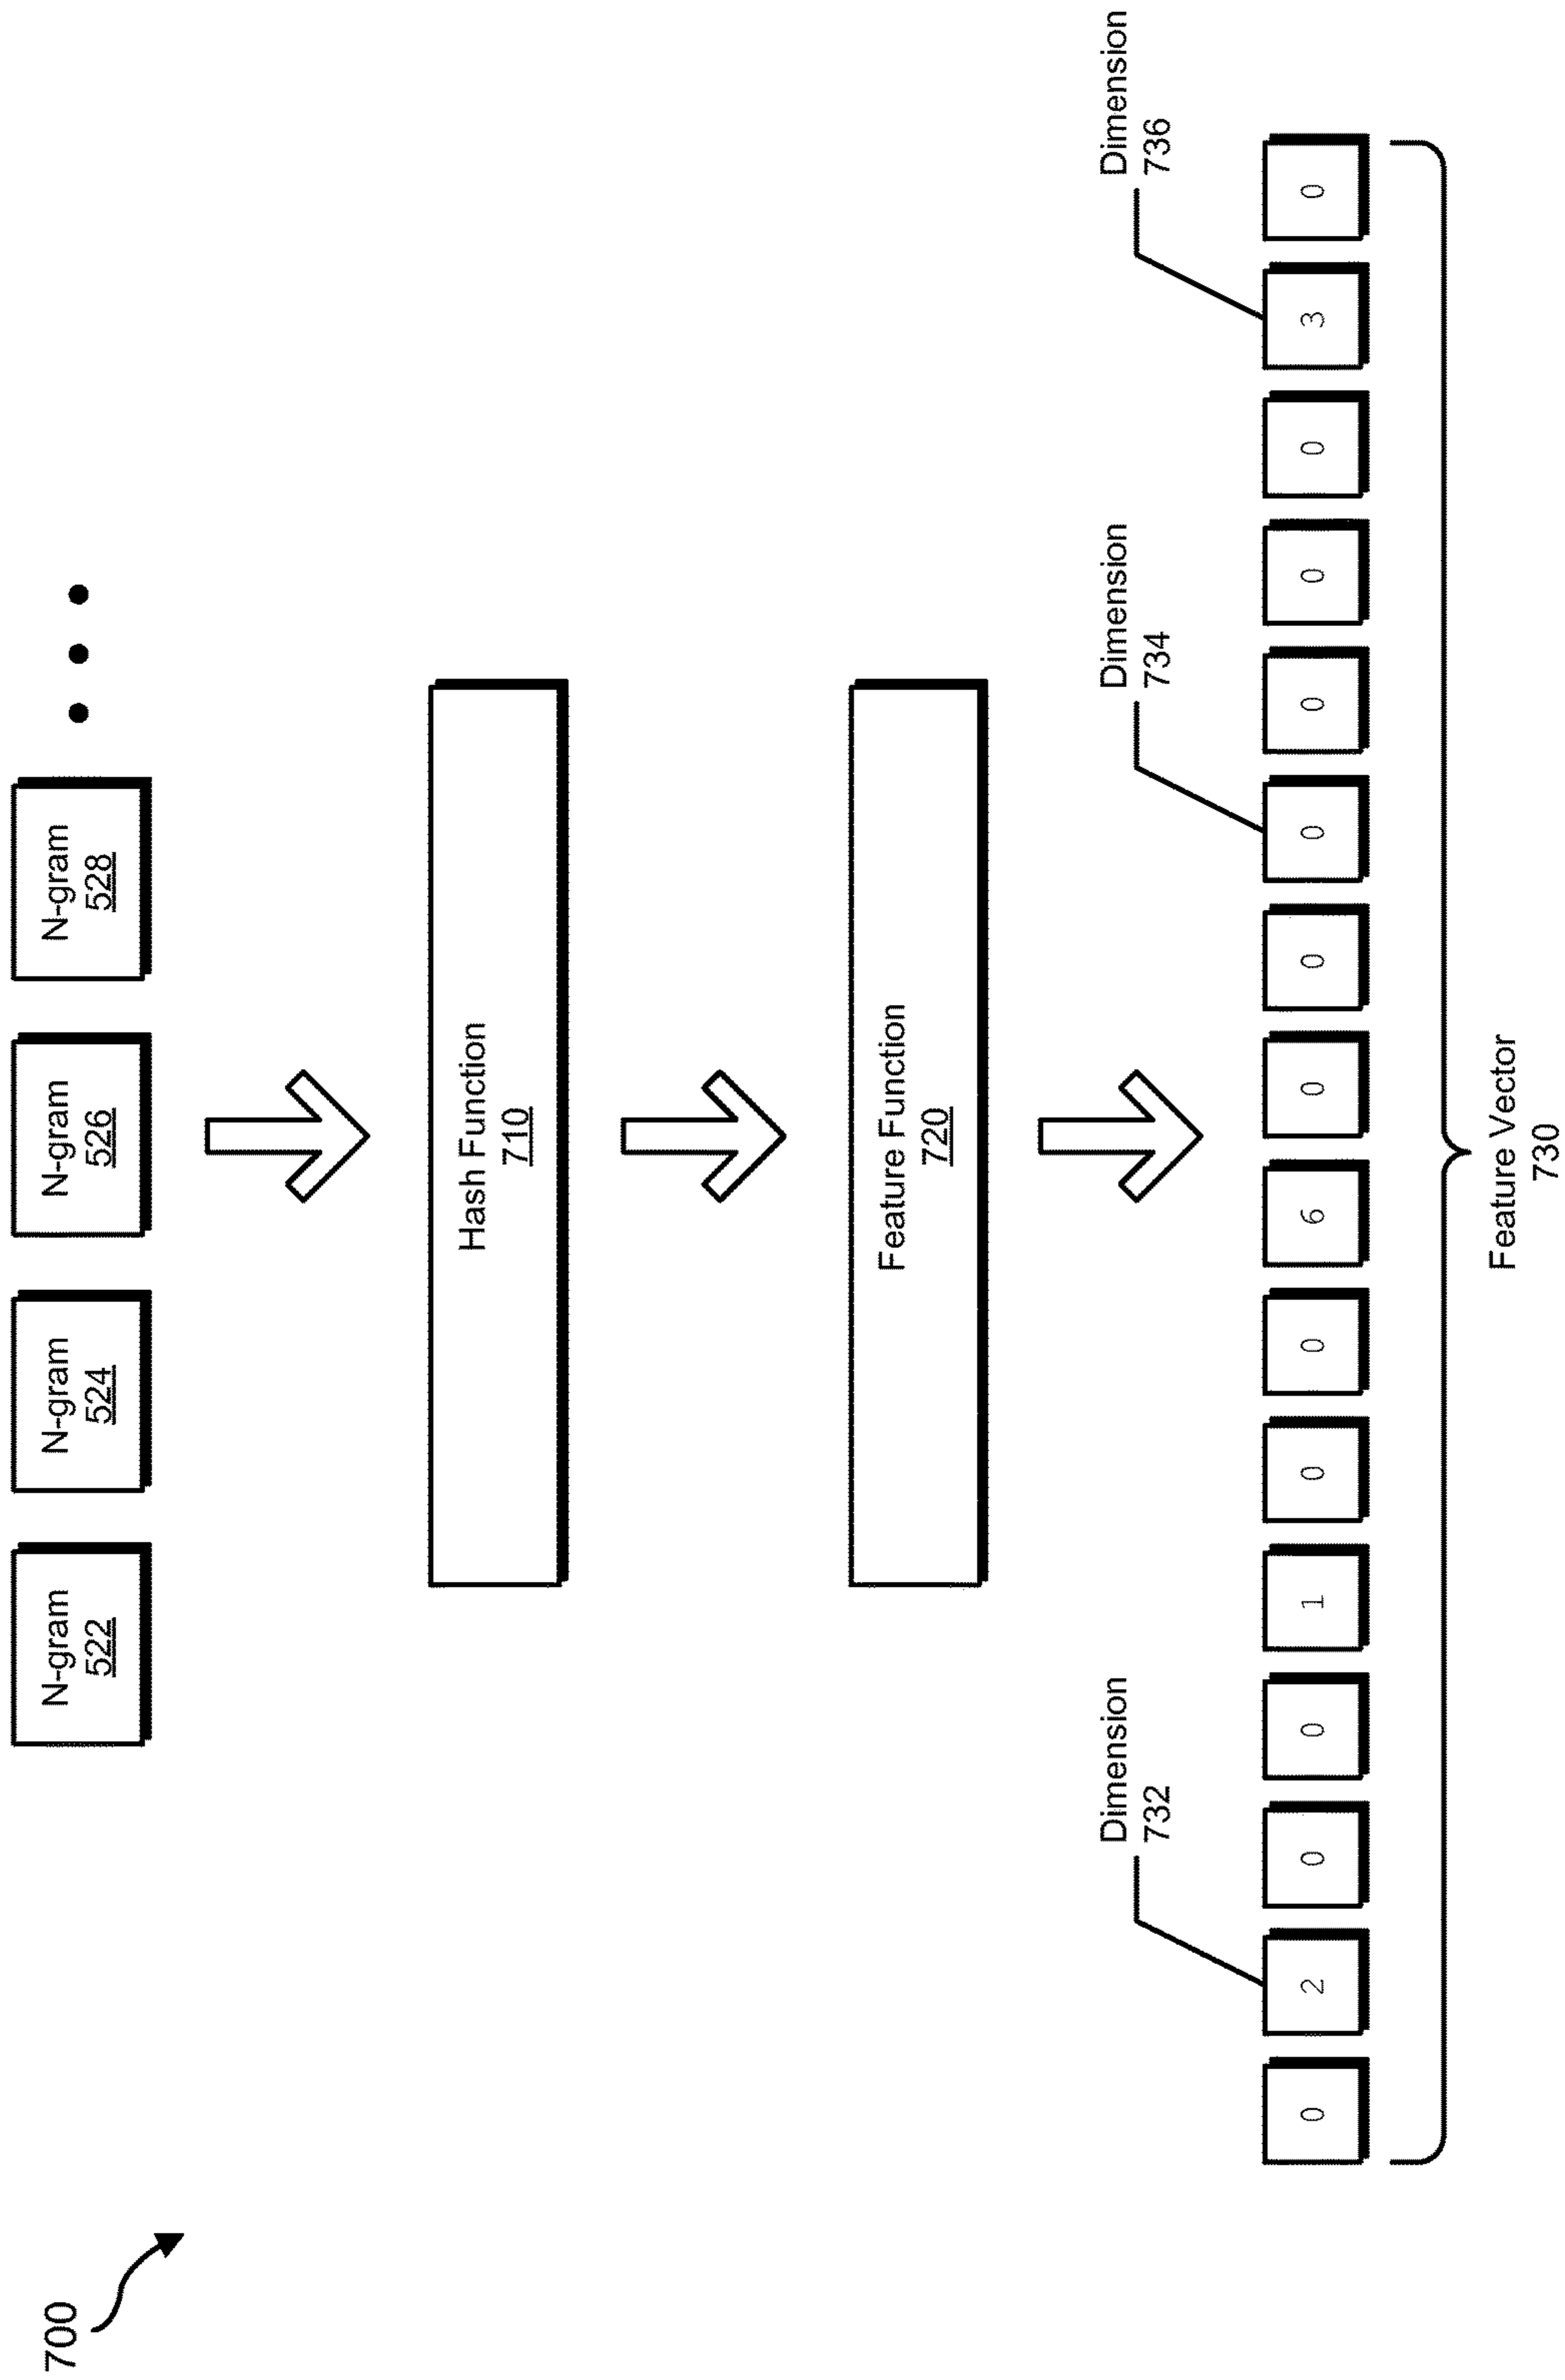 700
N-gram
522
N-gram
524
N-gram
526
N-gram
528
Hash Function
710
Feature Function
720
Dimension
732
Dimension
734
Dimension
736
0 2 0 0 1 0 0 6 0 0 0 0 0 0 3 0
Feature Vector
730